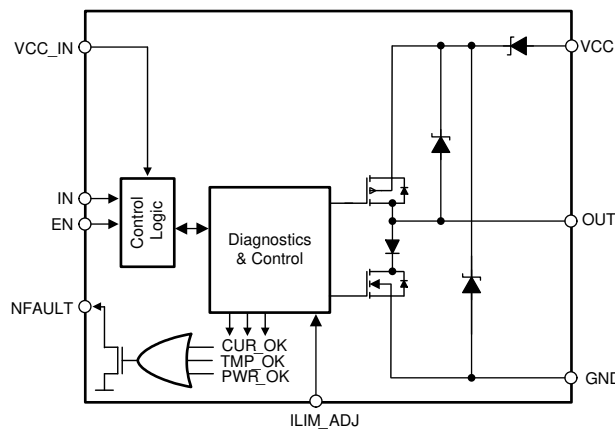 VCC_IN
VCC
IN
EN
Control
Logic
Diagnostics
& Control
OUT
NFAULT
CUR_OK
TMP_OK
PWR_OK
GND
ILIM_ADJ